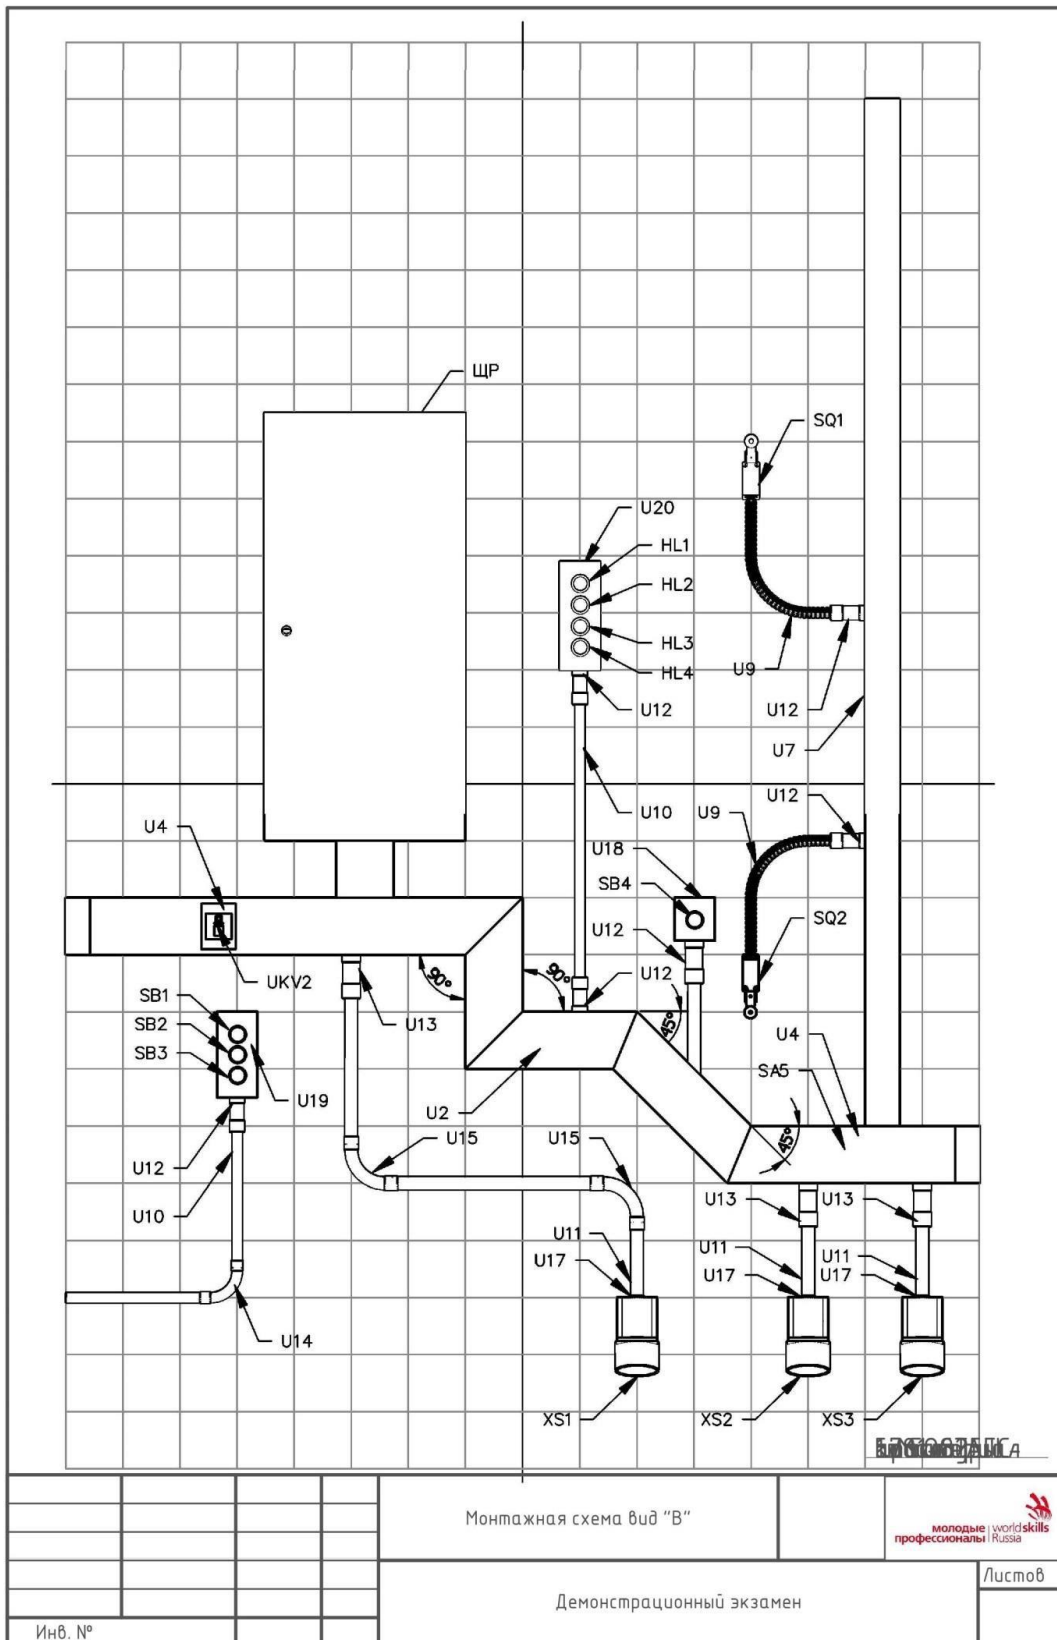 ЩР
SQ1
U20
HL1
HL2
HL3
HL4
U9
U12
U12
U7
U10
U12
U4
U9
U18
SB4
U12
SQ2
90°
90°
U12
UKV2
SB1
SB2
SB3
U13
45°
U4
SA5
U19
U2
45°
U12
U15
U15
U10
U13
U13
U11
U11
U11
U17
U17
U17
U14
XS1
XS2
XS3
Монтажная схема вид "В"
молодые профессионалы
worldskills Russia
Листов
Демонстрационный экзамен
Инв. №